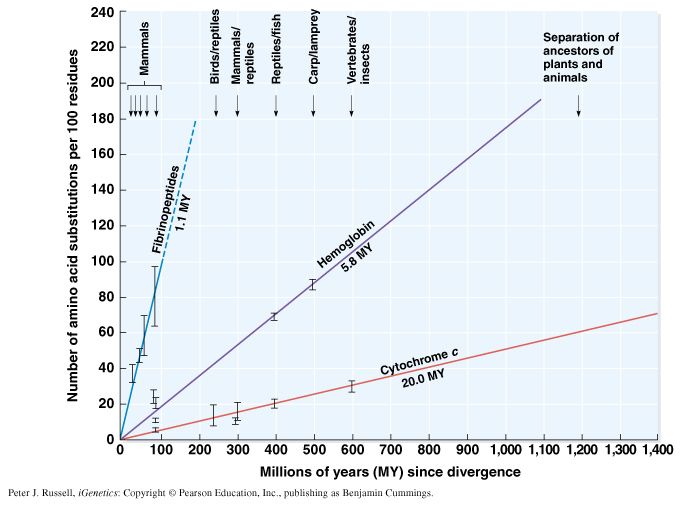 240
220
200
180
160
140
120
100
80
60
40
20
0
Number of amino acid substitutions per 100 residues
Mammals
Birds/reptiles
Mammals/
reptiles
Reptiles/fish
Carp/lamprey
Vertebrates/
insects
Separation of
ancestors of
plants and
animals
Fibrinopeptides
1.1 MY
Hemoglobin
5.8 MY
Cytochrome c
20.0 MY
0 100 200 300 400 500 600 700 800 900 1,000 1,100 1,200 1,300 1,400
Millions of years (MY) since divergence
Peter J. Russell, iGenetics: Copyright © Pearson Education, Inc., publishing as Benjamin Cummings.